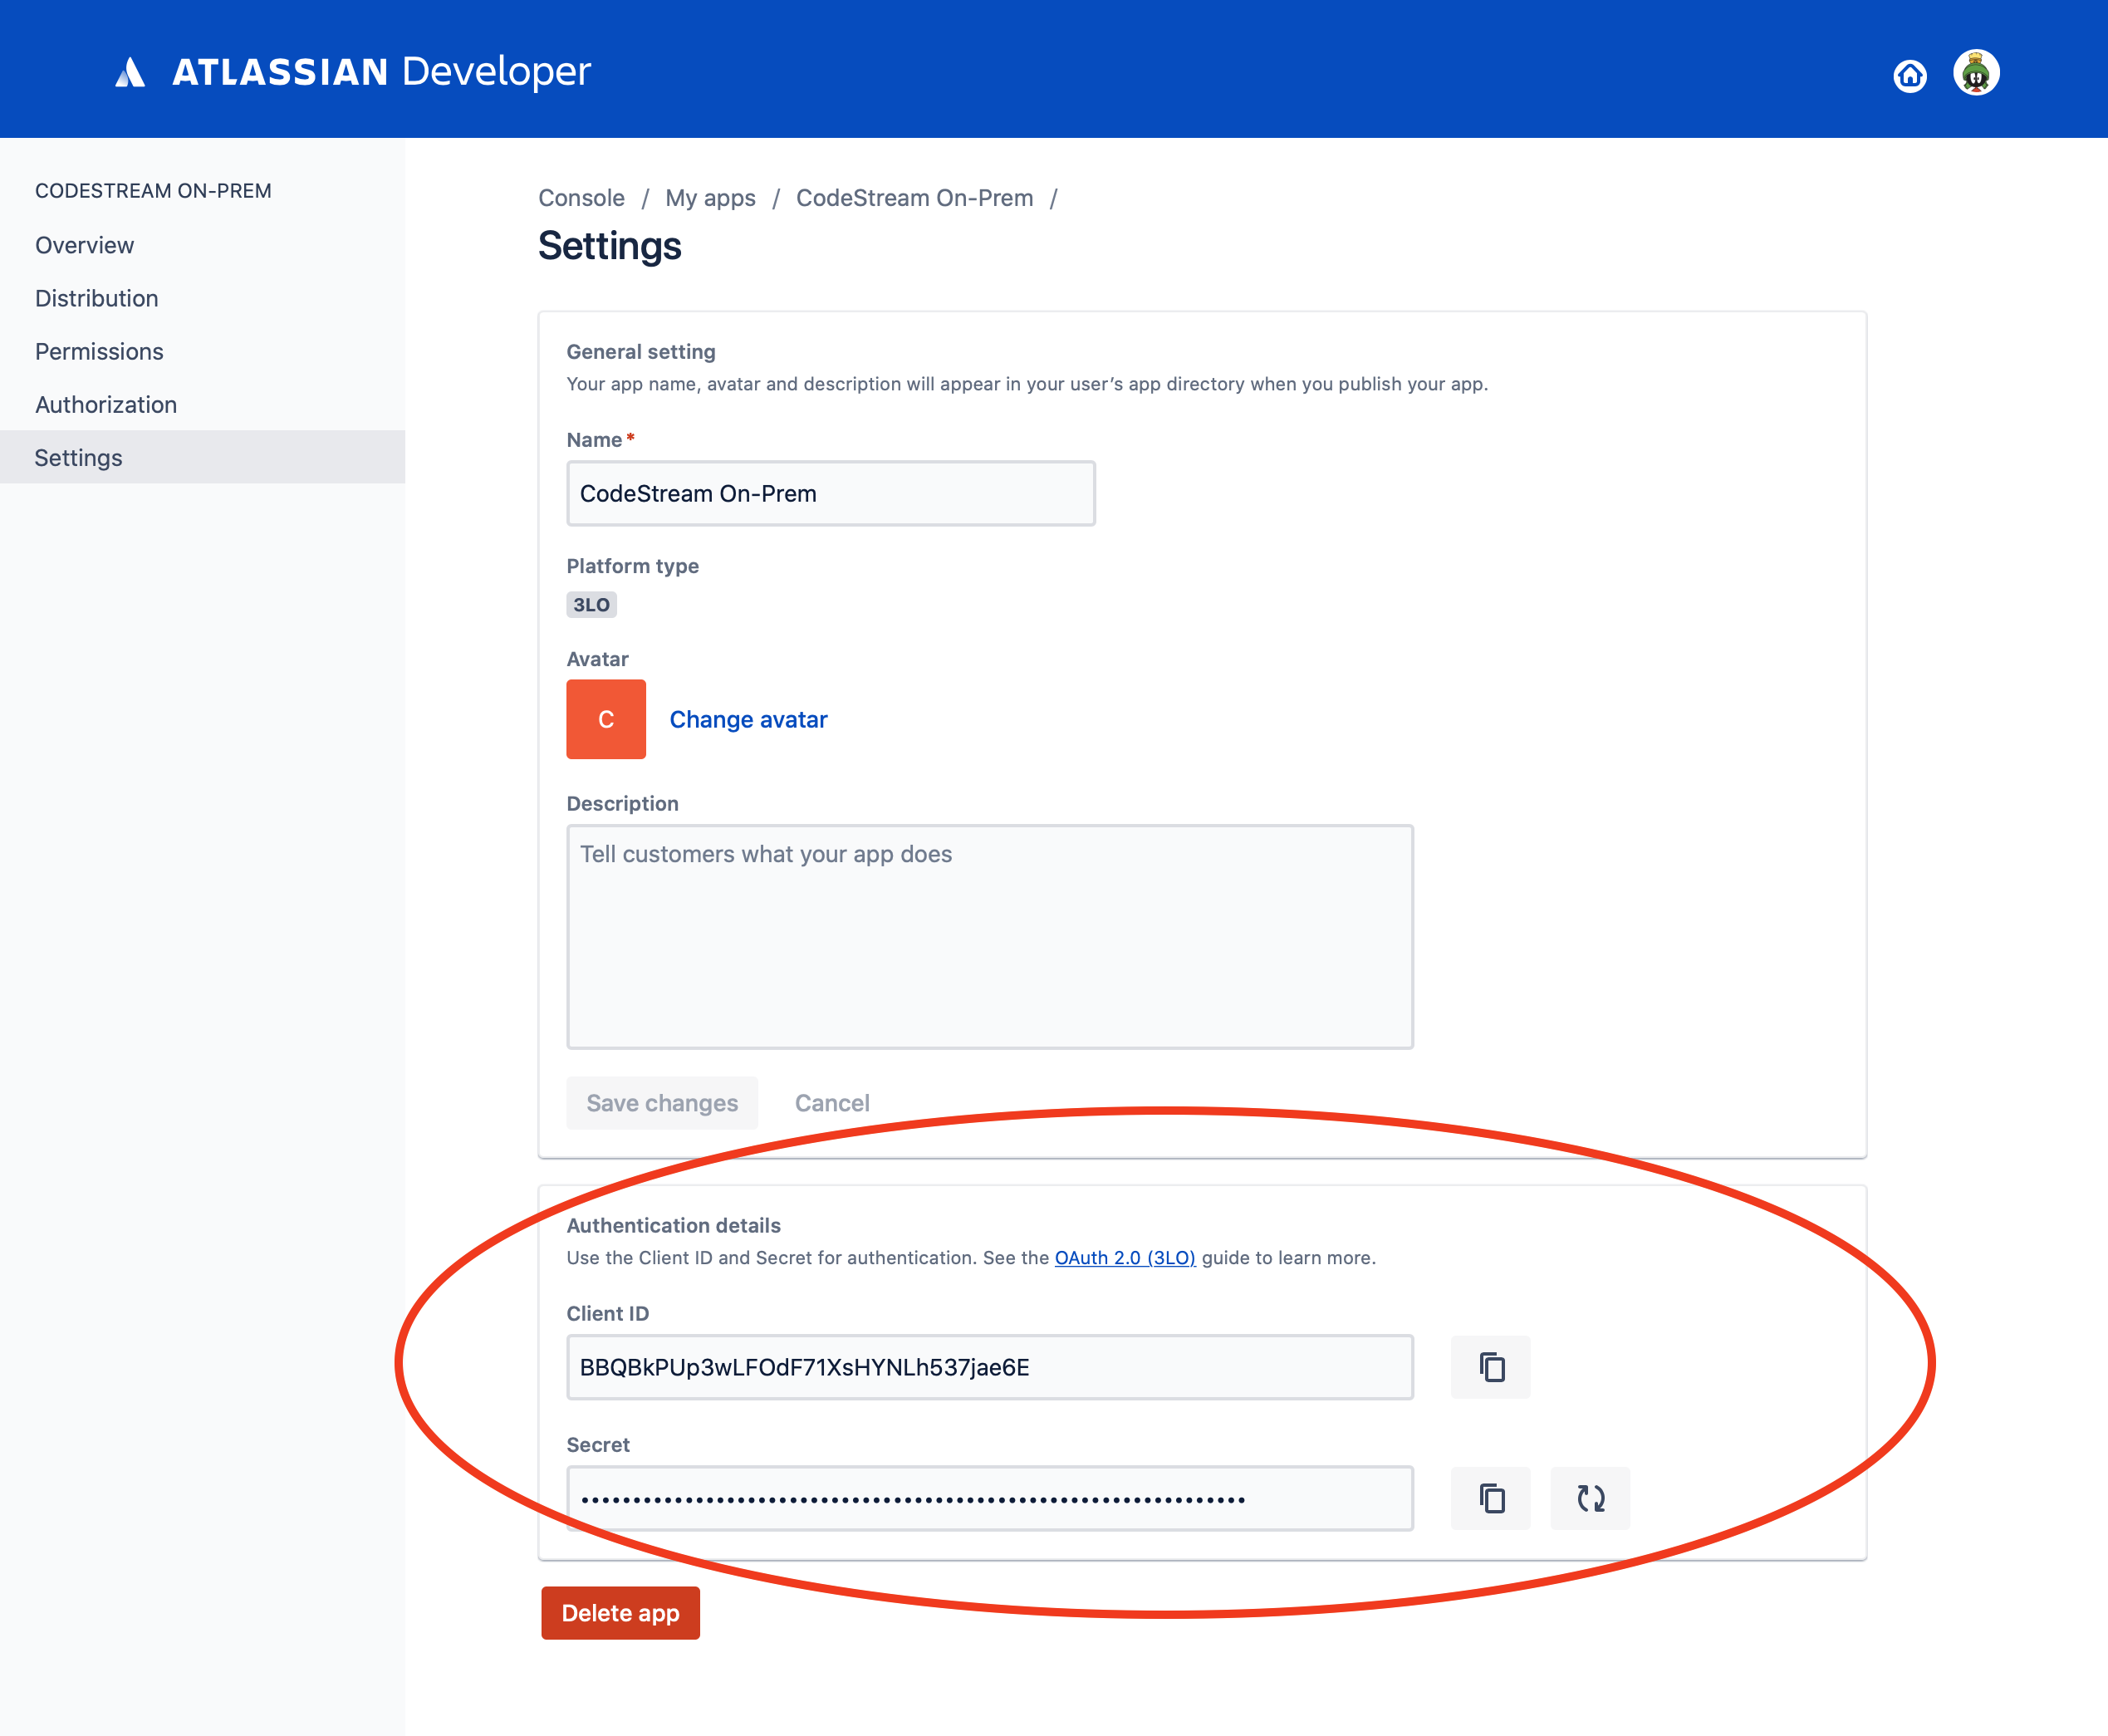 ATLASSIAN Developer
CODESTREAM ON-PREM
Overview
Distribution
Permissions
Authorization
Settings
Console / My apps / CodeStream On-Prem /
Settings
General setting
Your app name, avatar and description will appear in your user’s app directory when you publish your app.
Name*
CodeStream On-Prem
Platform type
3LO
Avatar
C
Change avatar
Description
Tell customers what your app does
Save changes Cancel
Authentication details
Use the Client ID and Secret for authentication. See the OAuth 2.0 (3LO) guide to learn more.
Client ID
BBQBkPUp3wLFOdF71XsHYNLh537jae6E
Secret
••••••••••••••••••••••••••••••••••••••••••••••••••••••••••••••••
Delete app